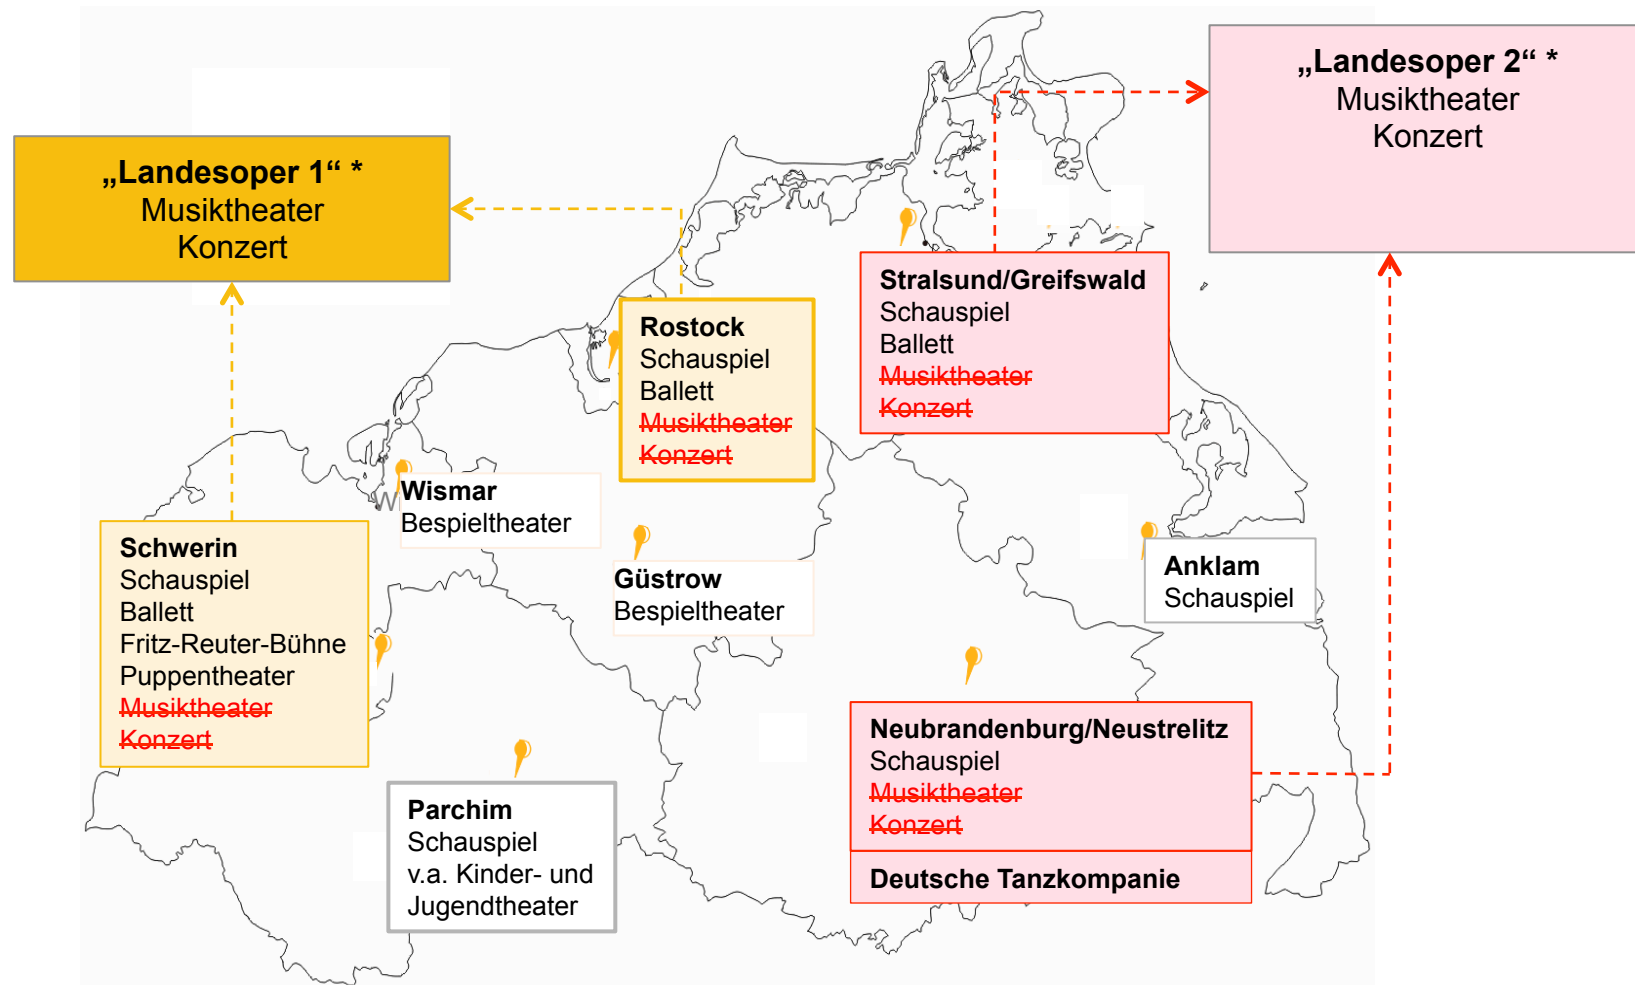 „Landesoper 2“ *
Musiktheater
Konzert
„Landesoper 1“ *
Musiktheater
Konzert
Stralsund/Greifswald
Schauspiel
Ballett
Musiktheater
Konzert
Rostock
Schauspiel
Ballett
Musiktheater
Konzert
W
Wismar
Bespieltheater
Schwerin
Schauspiel
Ballett
Fritz-Reuter-Bühne
Puppentheater
Musiktheater
Konzert
Güstrow
Bespieltheater
Anklam
Schauspiel
Neubrandenburg/Neustrelitz
Schauspiel
Musiktheater
Konzert
Deutsche Tanzkompanie
Parchim
Schauspiel
v.a. Kinder- und
Jugendtheater